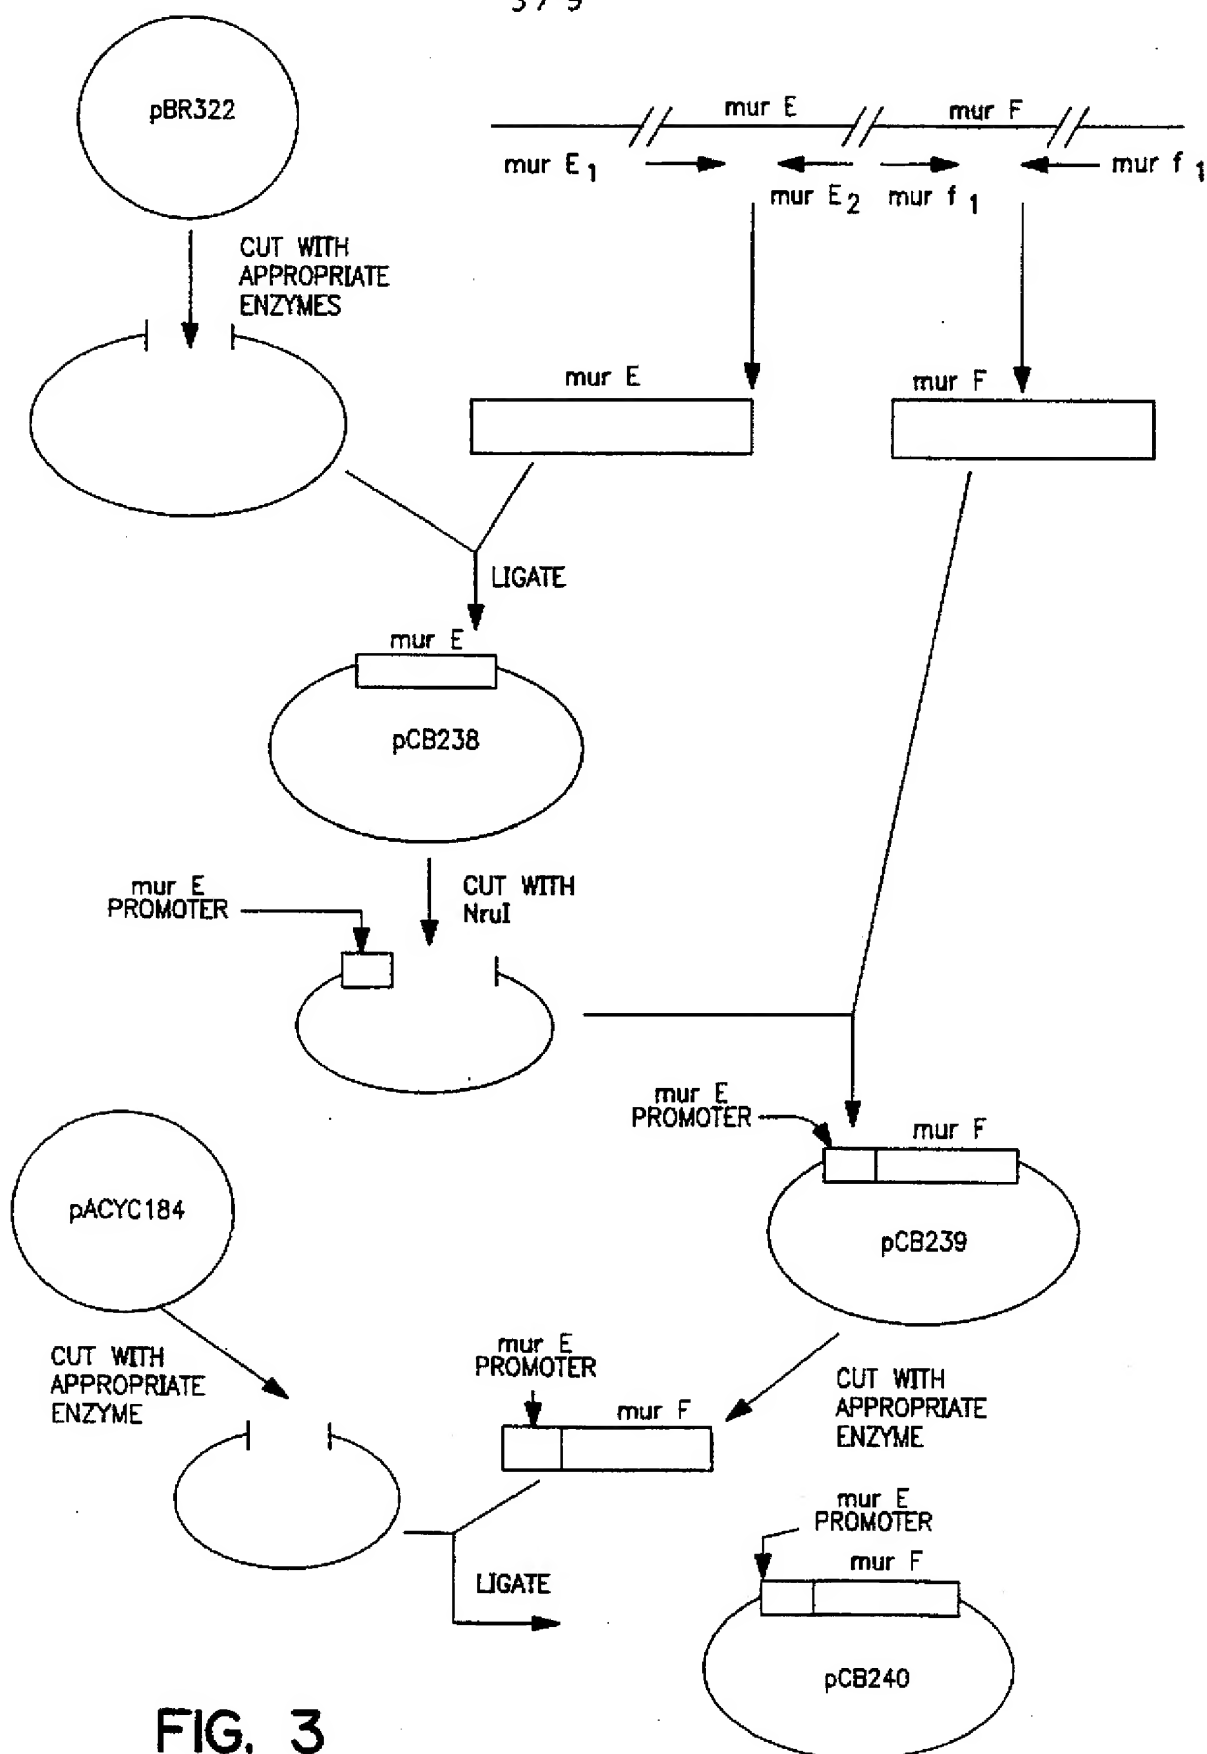 3/9
pBR322
mur E
mur F
mur E1
mur E2
mur f1
mur f1
CUT WITH
APPROPRIATE
ENZYMES
mur E
mur F
LIGATE
mur E
pCB238
mur E
PROMOTER
CUT WITH
NruI
mur E
PROMOTER
mur F
pCB239
pACYC184
CUT WITH
APPROPRIATE
ENZYME
mur E
PROMOTER
mur F
CUT WITH
APPROPRIATE
ENZYME
mur E
PROMOTER
mur F
LIGATE
pCB240
FIG. 3